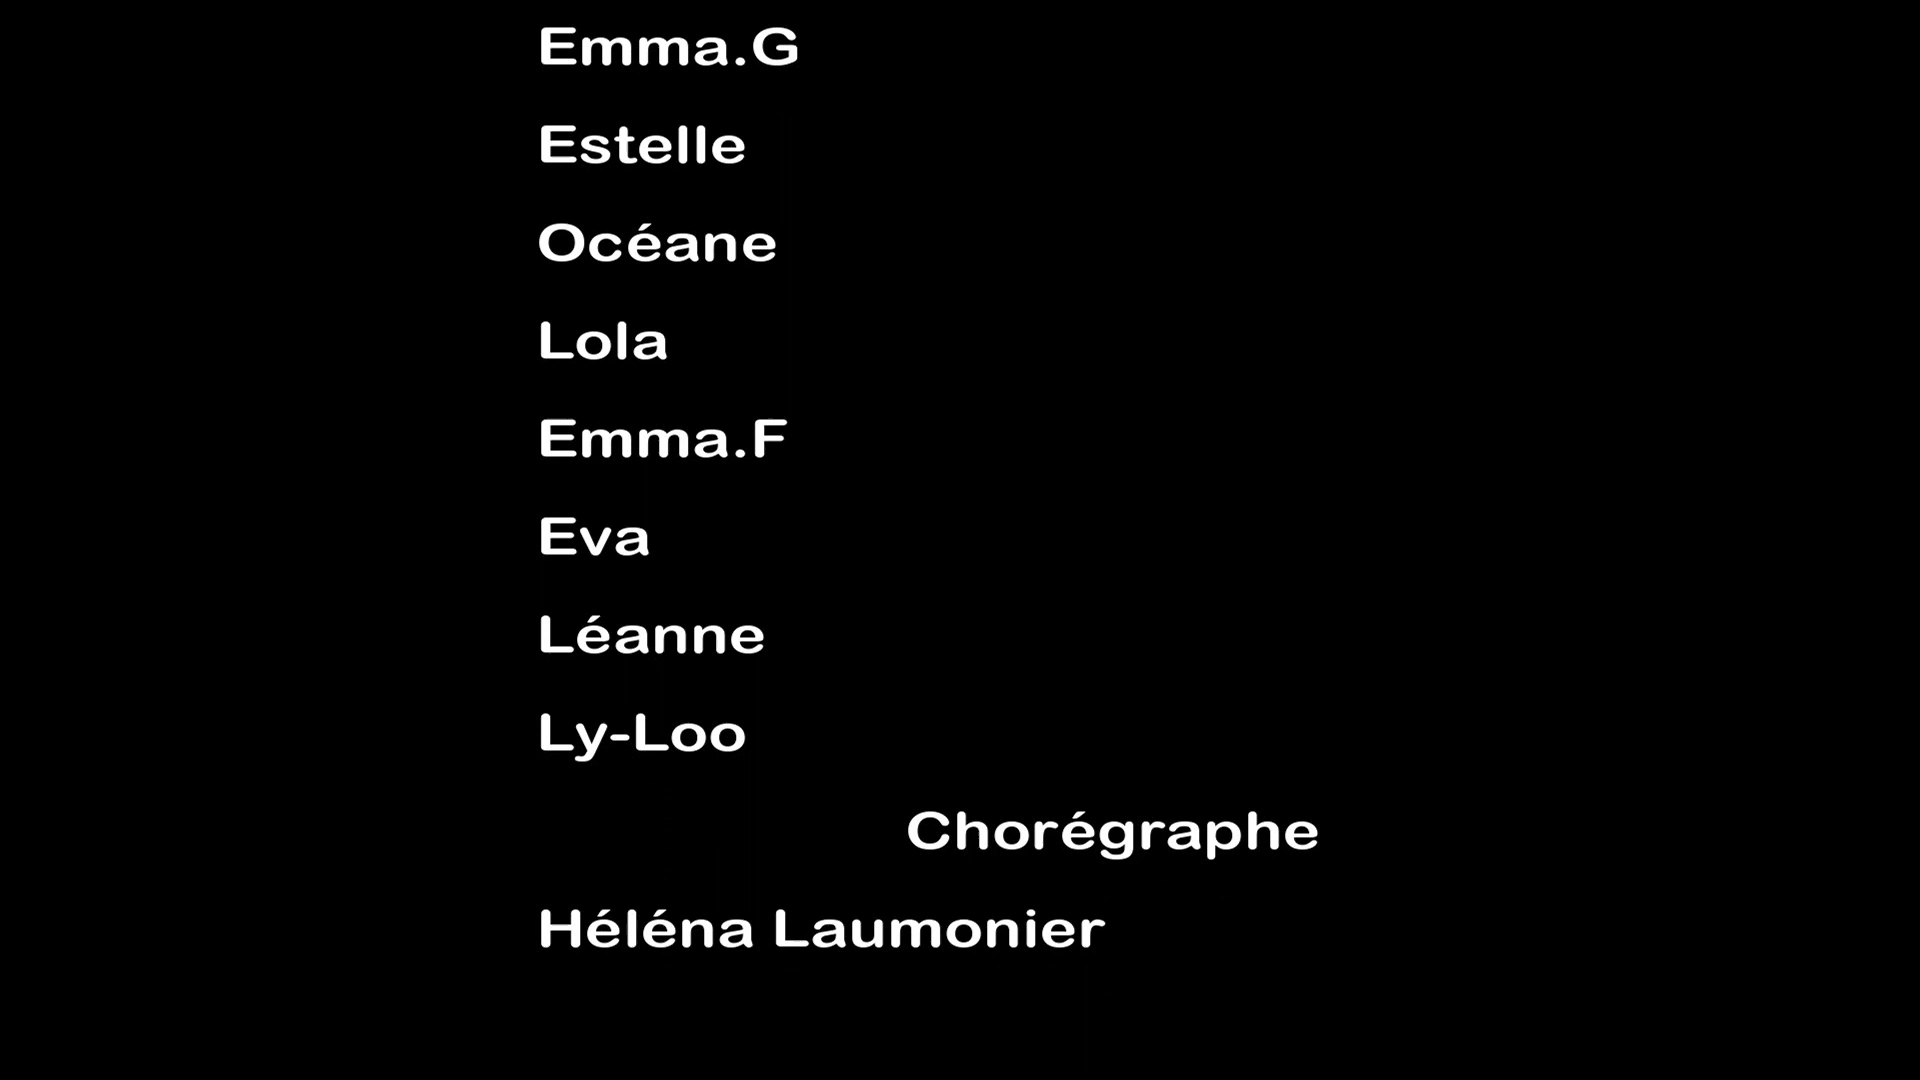 Emma.G
Estelle
Océane
Lola
Emma.F
Eva
Léanne
Ly-Loo
Chorégraphe
Héléna Laumonier